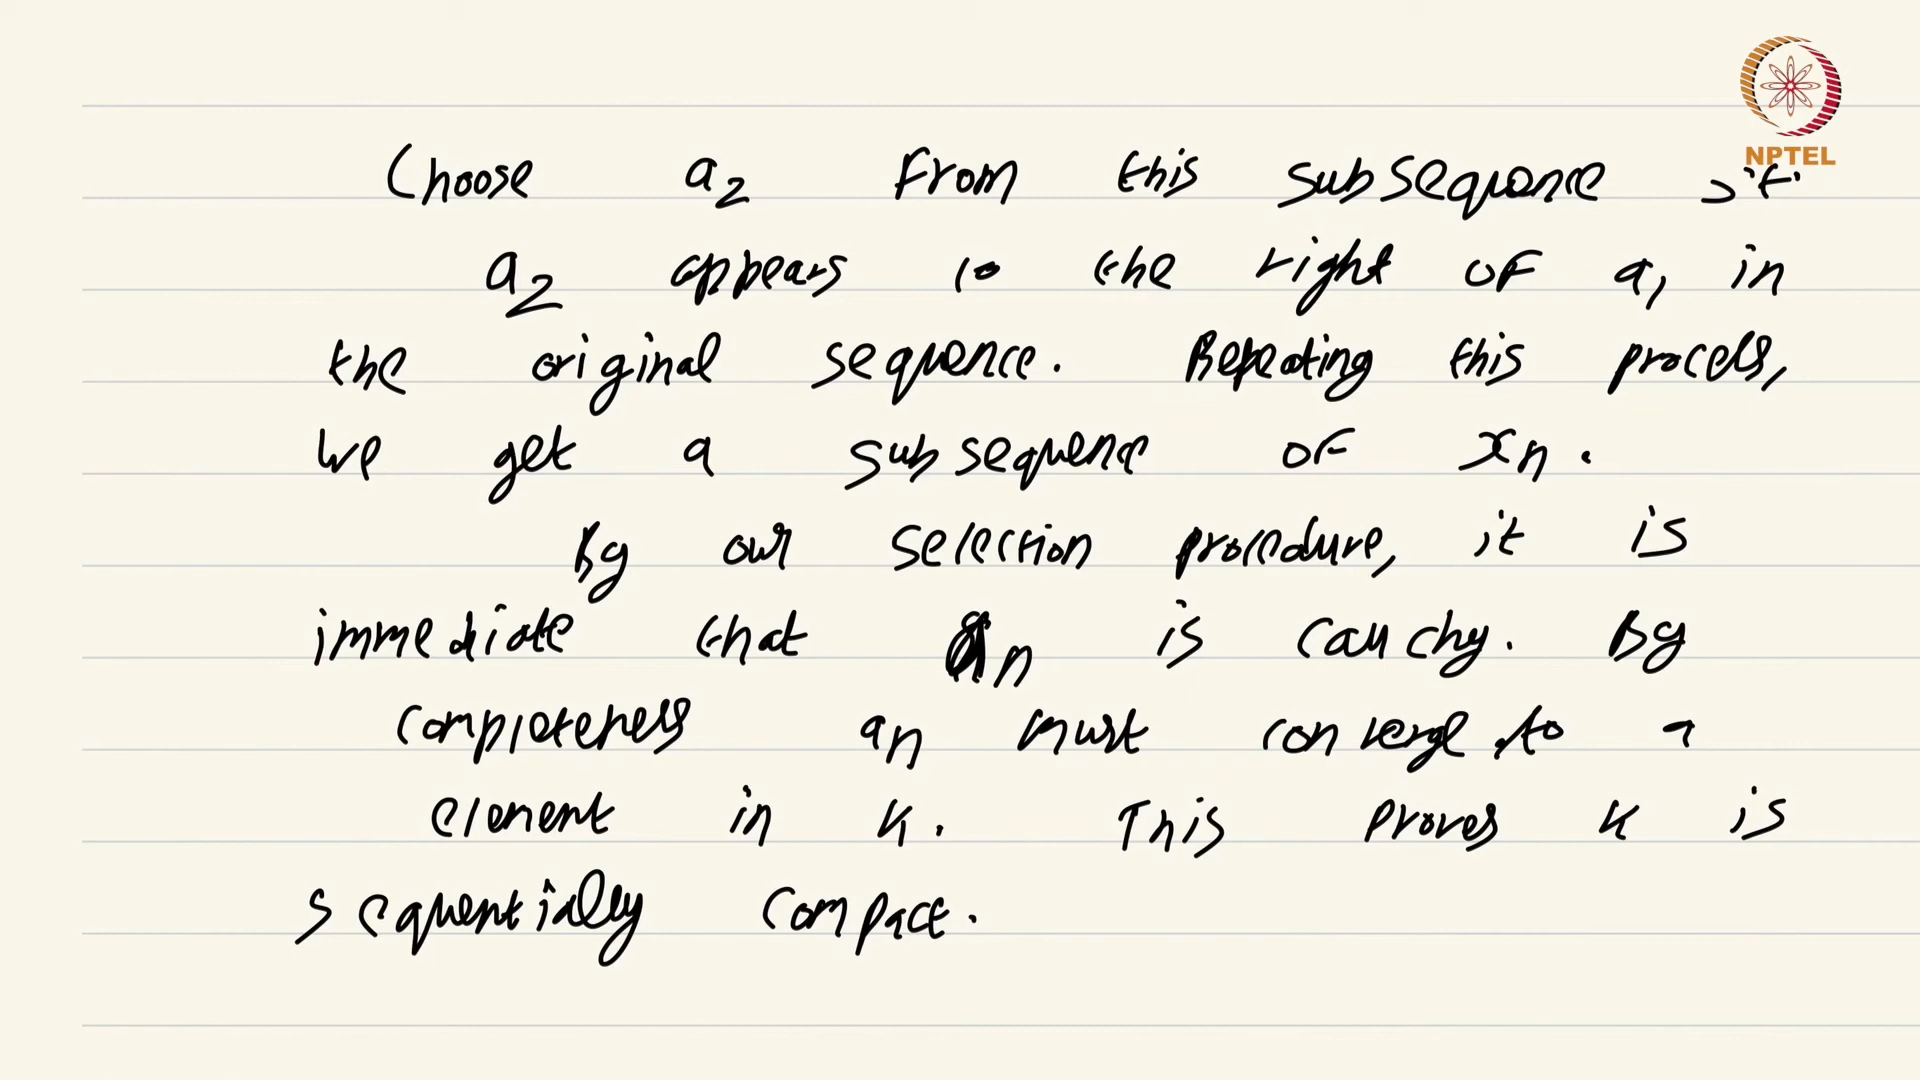 NPTEL
Choose a₂ from this subsequence s.t.
a₂ appears to the right of a₁ in
the original sequence. Repeating this process,
we get a subsequence of xₙ.
By our selection procedure, it is
immediate that aₙ is cauchy. By
completeness aₙ must converge to a
element in K. This proves K is
sequentially compact.